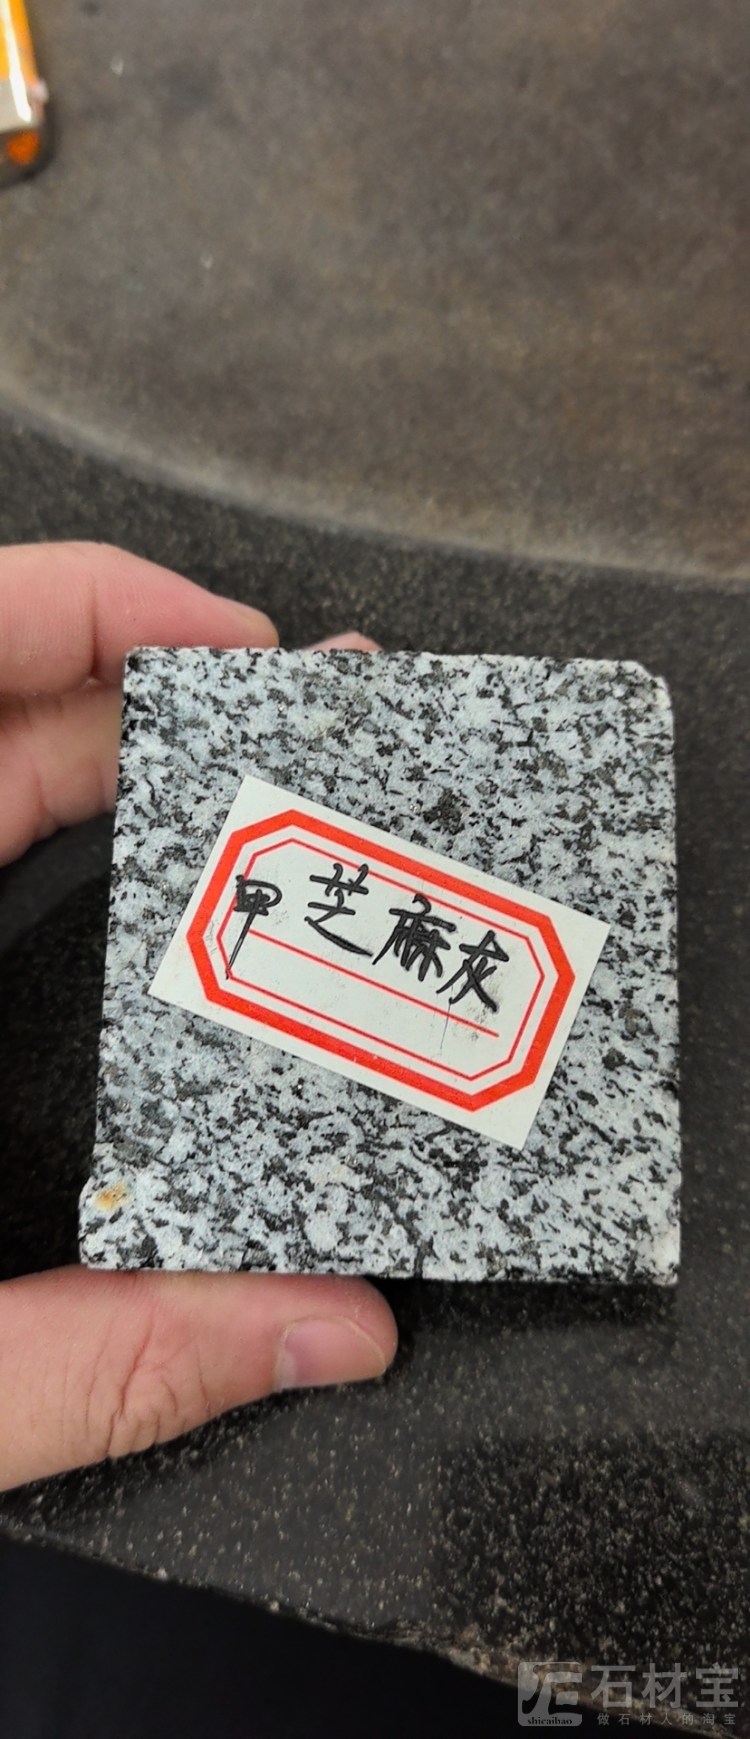 甲 芝麻灰
石材宝
shicaibao
做石材人的淘宝